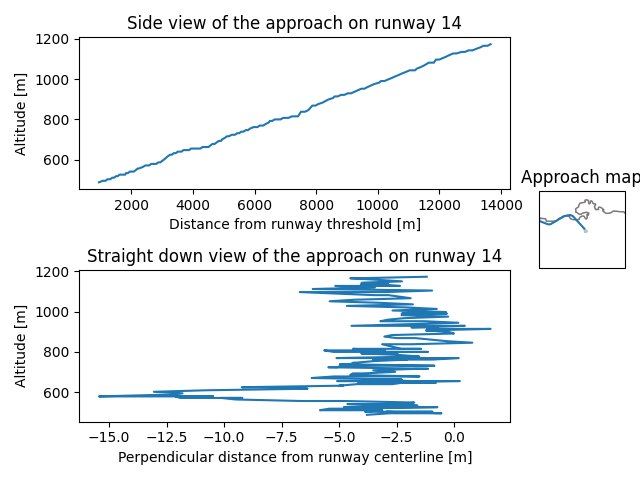 Side view of the approach on runway 14
1200
1000
800
600
Altitude [m]
2000 4000 6000 8000 10000 12000 14000
Distance from runway threshold [m]
Approach map
Straight down view of the approach on runway 14
1200
1000
800
600
Altitude [m]
−15.0 −12.5 −10.0 −7.5 −5.0 −2.5 0.0
Perpendicular distance from runway centerline [m]